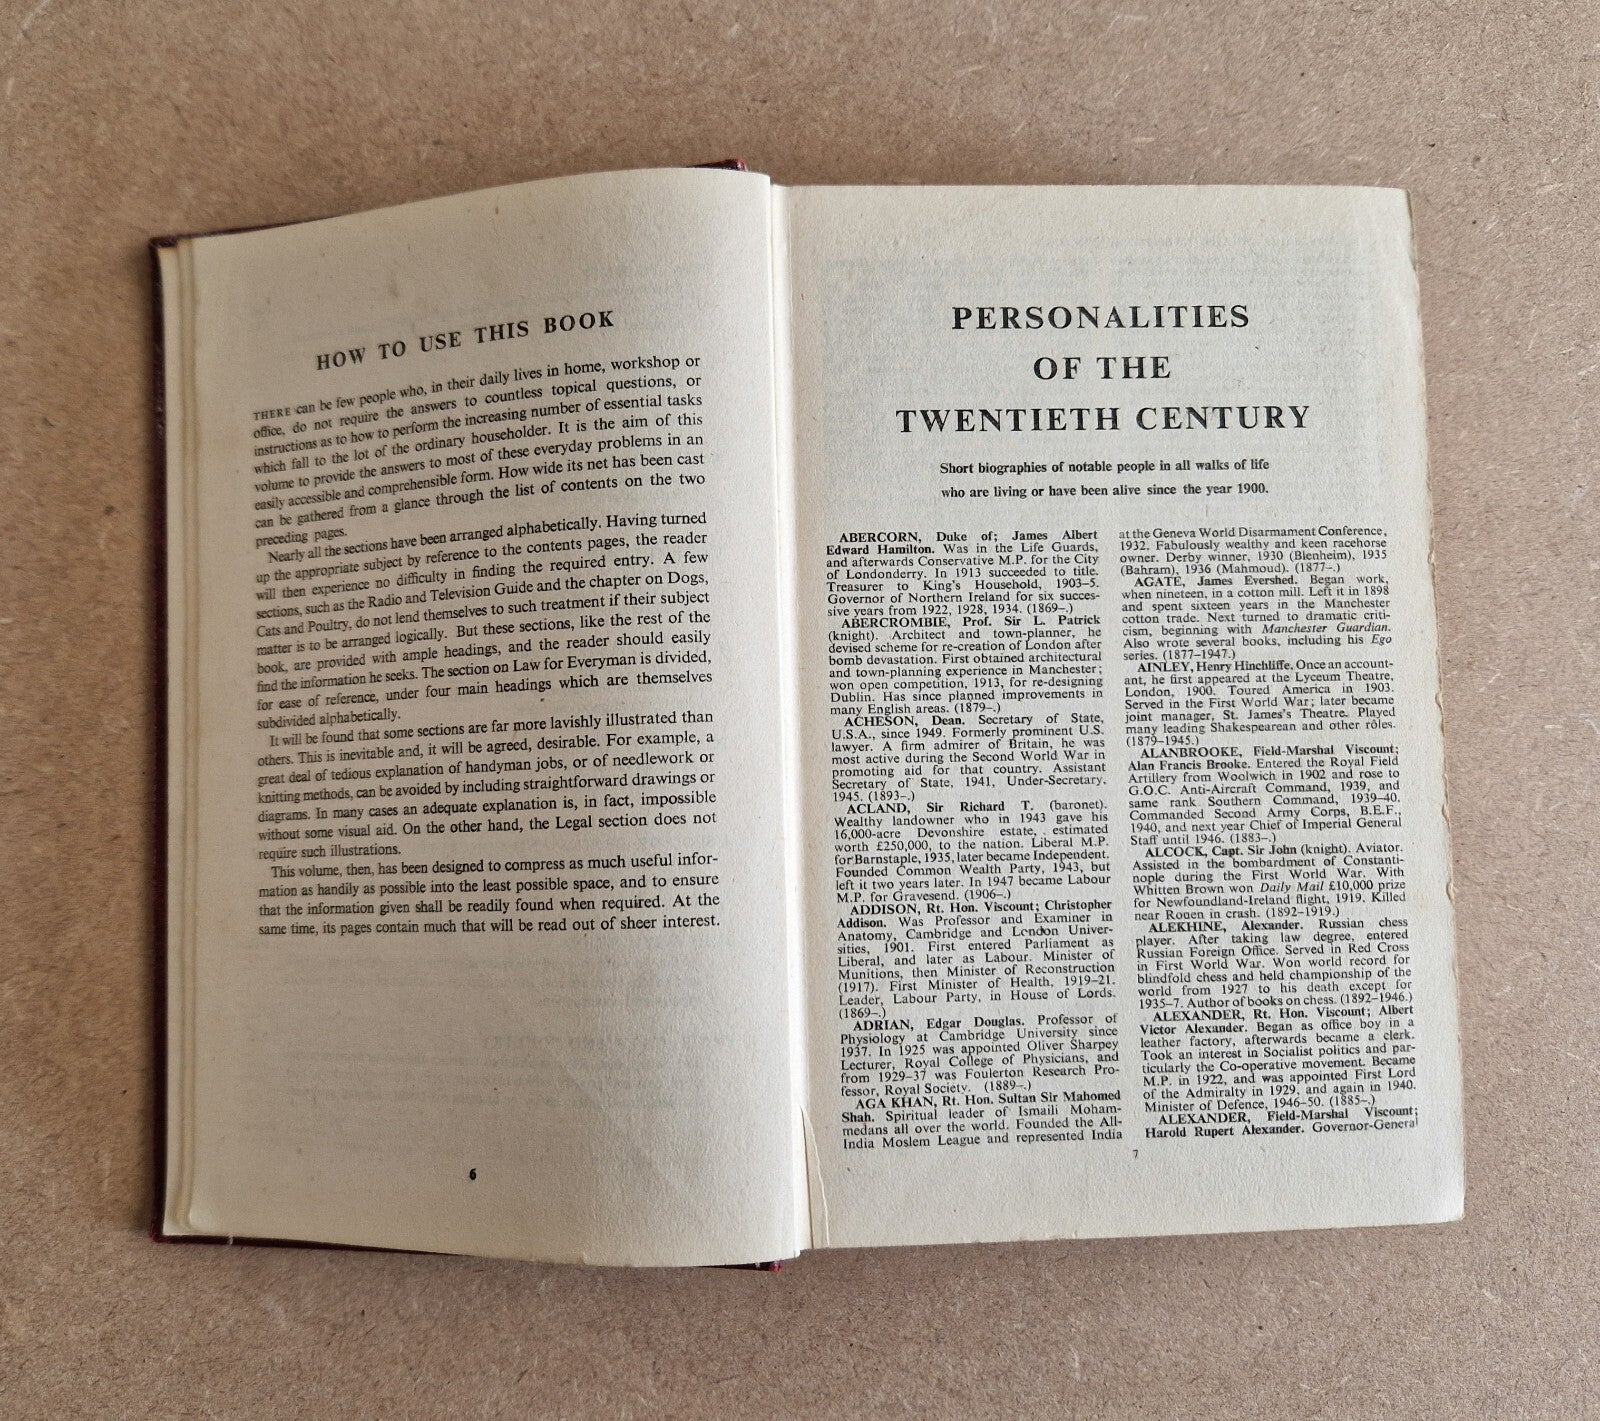 HOW TO USE THIS BOOK
THERE can be few people who, in their daily lives in home, workshop or
office, do not require the answers to countless topical questions, or
instructions as to how to perform the increasing number of essential tasks
which fall to the lot of the ordinary householder. It is the aim of this
volume to provide the answers to most of these everyday problems in an
easily accessible and comprehensible form. How wide its net has been cast
can be gathered from a glance through the list of contents on the two
preceding pages.
Nearly all the sections have been arranged alphabetically. Having turned
up the appropriate subject by reference to the contents pages, the reader
will then experience no difficulty in finding the required entry. A few
sections, such as the Radio and Television Guide and the chapter on Dogs,
Cats and Poultry, do not lend themselves to such treatment if their subject
matter is to be arranged logically. But these sections, like the rest of the
book, are provided with ample headings, and the reader should easily
find the information he seeks. The section on Law for Everyman is divided,
for ease of reference, under four main headings which are themselves
subdivided alphabetically.
It will be found that some sections are far more lavishly illustrated than
others. This is inevitable and, it will be agreed, desirable. For example, a
great deal of tedious explanation of handyman jobs, or of needlework or
knitting methods, can be avoided by including straightforward drawings or
diagrams. In many cases an adequate explanation is, in fact, impossible
without some visual aid. On the other hand, the Legal section does not
require such illustrations.
This volume, then, has been designed to compress as much useful infor-
mation as handily as possible into the least possible space, and to ensure
that the information given shall be readily found when required. At the
same time, its pages contain much that will be read out of sheer interest.
6
PERSONALITIES
OF THE
TWENTIETH CENTURY
Short biographies of notable people in all walks of life
who are living or have been alive since the year 1900.
ABERCORN, Duke of; James Albert
Edward Hamilton. Was in the Life Guards,
and afterwards Conservative M.P. for the City
of Londonderry. In 1913 succeeded to title.
Treasurer to King's Household, 1903–5.
Governor of Northern Ireland for six succes-
sive years from 1922, 1928, 1934. (1869–.)
ABERCROMBIE, Prof. Sir L. Patrick
(knight). Architect and town-planner, he
devised scheme for re-creation of London after
bomb devastation. First obtained architectural
and town-planning experience in Manchester;
won open competition, 1913, for re-designing
Dublin. Has since planned improvements in
many English areas. (1879–.)
ACHESON, Dean. Secretary of State,
U.S.A., since 1949. Formerly prominent U.S.
lawyer. A firm admirer of Britain, he was
most active during the Second World War in
promoting aid for that country. Assistant
Secretary of State, 1941, Under-Secretary,
1945. (1893–.)
ACLAND, Sir Richard T. (baronet).
Wealthy landowner who in 1943 gave his
16,000-acre Devonshire estate, estimated
worth £250,000, to the nation. Liberal M.P.
for Barnstaple, 1935, later became Independent.
Founded Common Wealth Party, 1943, but
left it two years later. In 1947 became Labour
M.P. for Gravesend. (1906–.)
ADDISON, Rt. Hon. Viscount; Christopher
Addison. Was Professor and Examiner in
Anatomy, Cambridge and London Univer-
sities, 1901. First entered Parliament as
Liberal, and later as Labour. Minister of
Munitions, then Minister of Reconstruction
(1917). First Minister of Health, 1919–21.
Leader, Labour Party, in House of Lords.
(1869–.)
ADRIAN, Edgar Douglas. Professor of
Physiology at Cambridge University since
1937. In 1925 was appointed Oliver Sharpey
Lecturer, Royal College of Physicians, and
from 1929–37 was Foulerton Research Pro-
fessor, Royal Society. (1889–.)
AGA KHAN, Rt. Hon. Sultan Sir Mahomed
Shah. Spiritual leader of Ismaili Moham-
medans all over the world. Founded the All-
India Moslem League and represented India
at the Geneva World Disarmament Conference,
1932. Fabulously wealthy and keen racehorse
owner. Derby winner, 1930 (Blenheim), 1935
(Bahram), 1936 (Mahmoud). (1877–.)
AGATE, James Evershed. Began work,
when nineteen, in a cotton mill. Left it in 1898
and spent sixteen years in the Manchester
cotton trade. Next turned to dramatic criti-
cism, beginning with Manchester Guardian.
Also wrote several books, including his Ego
series. (1877–1947.)
AINLEY, Henry Hinchliffe. Once an account-
ant, he first appeared at the Lyceum Theatre,
London, 1900. Toured America in 1903.
Served in the First World War; later became
joint manager, St. James's Theatre. Played
many leading Shakespearean and other rôles.
(1879–1945.)
ALANBROOKE, Field-Marshal Viscount;
Alan Francis Brooke. Entered the Royal Field
Artillery from Woolwich in 1902 and rose to
G.O.C. Anti-Aircraft Command, 1939, and
same rank Southern Command, 1939–40.
Commanded Second Army Corps, B.E.F.,
1940, and next year Chief of Imperial General
Staff until 1946. (1883–.)
ALCOCK, Capt. Sir John (knight). Aviator.
Assisted in the bombardment of Constanti-
nople during the First World War. With
Whitten Brown won Daily Mail £10,000 prize
for Newfoundland-Ireland flight, 1919. Killed
near Rouen in crash. (1892–1919.)
ALEKHINE, Alexander. Russian chess
player. After taking law degree, entered
Russian Foreign Office. Served in Red Cross
in First World War. Won world record for
blindfold chess and held championship of the
world from 1927 to his death except for
1935–7. Author of books on chess. (1892–1946.)
ALEXANDER, Rt. Hon. Viscount; Albert
Victor Alexander. Began as office boy in a
leather factory, afterwards became a clerk.
Took an interest in Socialist politics and par-
ticularly the Co-operative movement. Became
M.P. in 1922, and was appointed First Lord
of the Admiralty in 1929, and again in 1940.
Minister of Defence, 1946–50. (1885–.)
ALEXANDER, Field-Marshal Viscount;
Harold Rupert Alexander. Governor-General
7